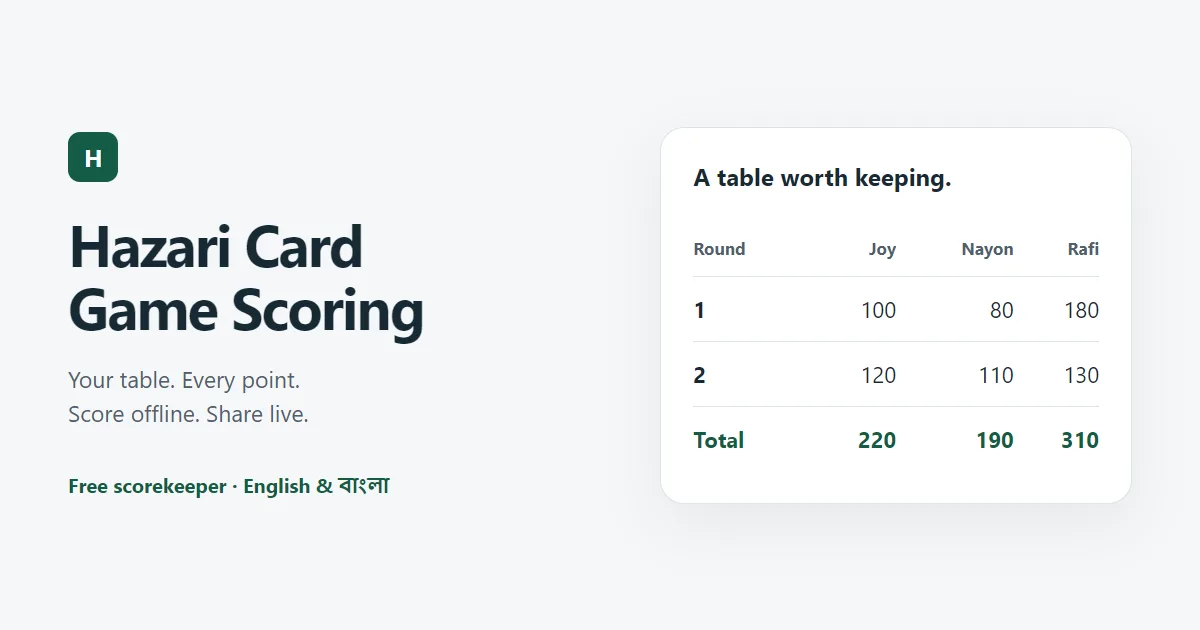 H
Hazari Card
Game Scoring
Your table. Every point.
Score offline. Share live.
Free scorekeeper · English & বাংলা
A table worth keeping.
Round Joy Nayon Rafi
1 100 80 180
2 120 110 130
Total 220 190 310